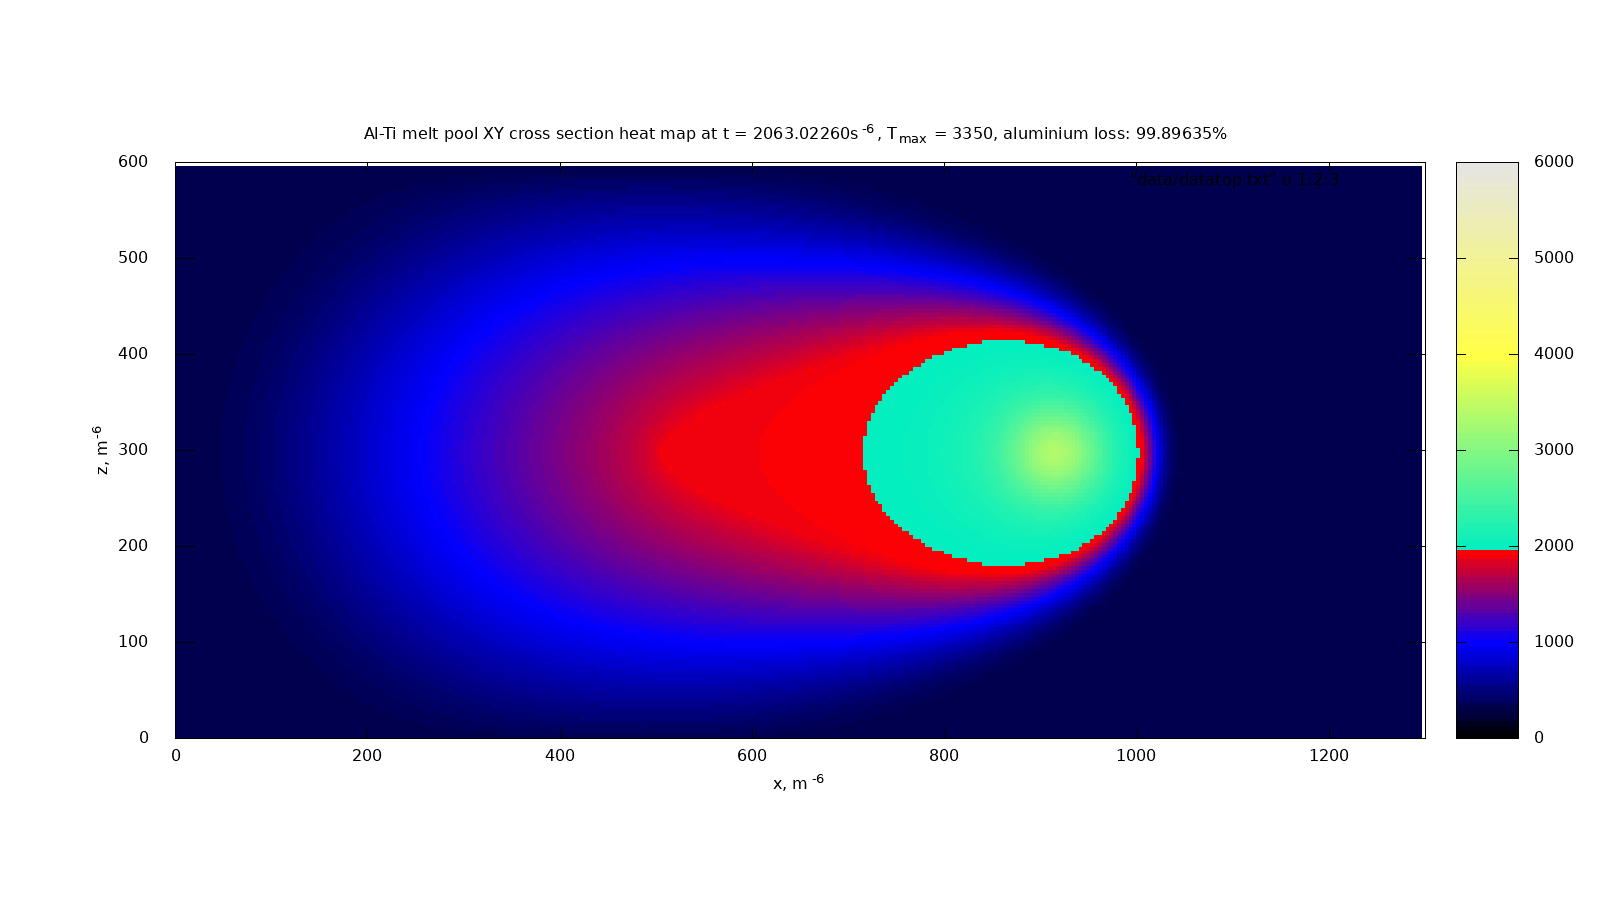 Al-Ti melt pool XY cross section heat map at t = 2063.02260s -6, Tmax = 3350, aluminium loss: 99.89635%
"data/datatop.txt" u 1:2:3
600
500
400
300
200
100
0
z, m-6
0 200 400 600 800 1000 1200
x, m -6
6000
5000
4000
3000
2000
1000
0